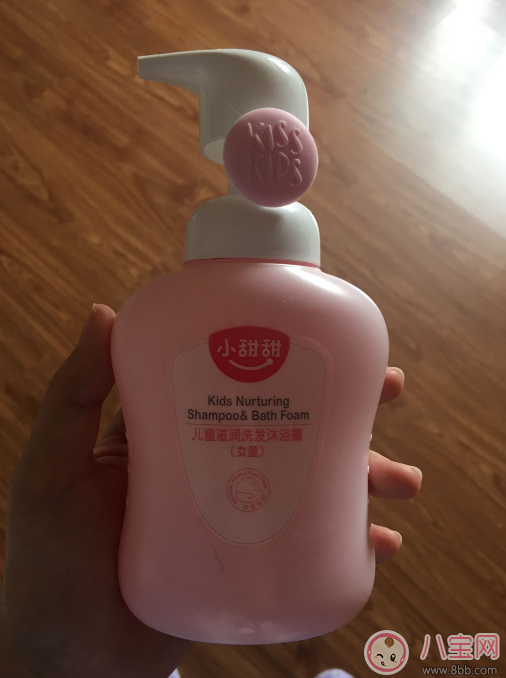 KISS
KIDS
小甜甜
Kids Nurturing
Shampoo& Bath Foam
儿童滋润洗发沐浴露
(女童)
八宝网
www.8bb.com